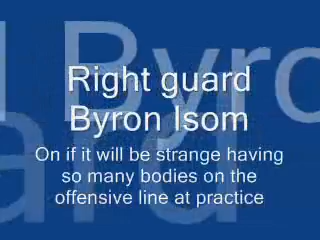 Right guard
Byron Isom
On if it will be strange having
so many bodies on the
offensive line at practice